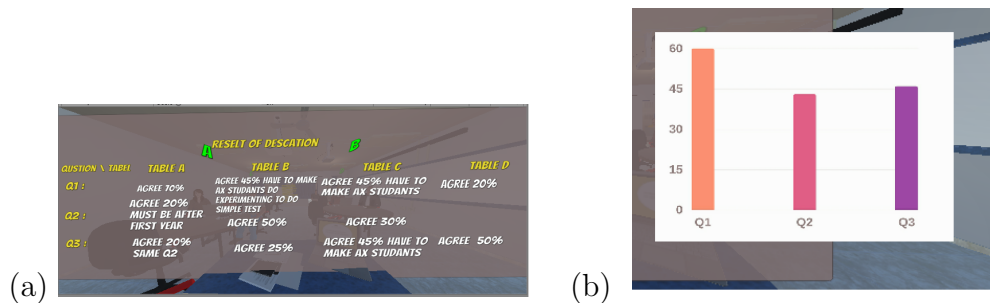 A
B
RESELT OF DESCATION
QUSTION \ TABEL TABLE A TABLE B TABLE C TABLE D
Q1 : AGREE 70% AGREE 45% HAVE TO MAKE AX STUDENTS DO EXPERIMENTING TO DO SIMPLE TEST AGREE 45% HAVE TO MAKE AX STUDENTS AGREE 20%
Q2 : AGREE 20% MUST BE AFTER FIRST YEAR AGREE 50% AGREE 30%
Q3 : AGREE 20% SAME Q2 AGREE 25% AGREE 45% HAVE TO MAKE AX STUDANTS AGREE 50%
(a)
60
45
30
15
0
Q1 Q2 Q3
(b)